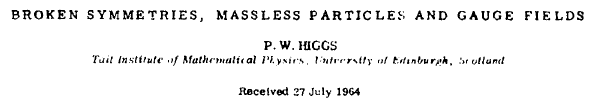 BROKEN SYMMETRIES, MASSLESS PARTICLES AND GAUGE FIELDS
P. W. HIGGS
Tait Institute of Mathematical Physics, University of Edinburgh, Scotland
Received 27 July 1964